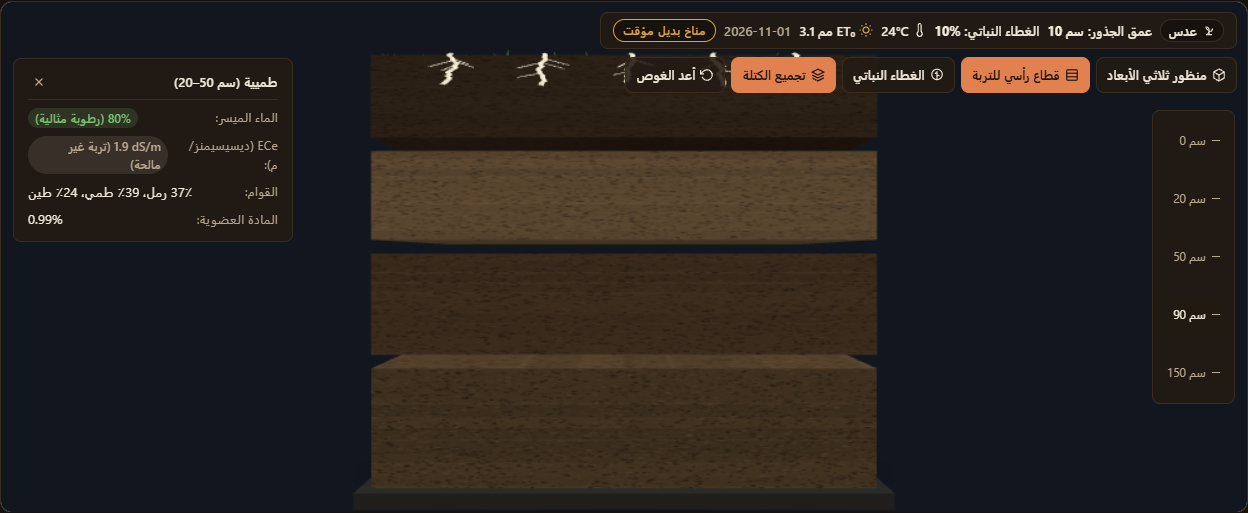 عدس
عمق الجذور: سم 10
الغطاء النباتي: 10%
24°C
ET₀ مم 3.1
2026-11-01
مناخ بديل مؤقت
منظور ثلاثي الأبعاد
قطاع رأسي للتربة
الغطاء النباتي
تجميع الكتلة
أعد الغوص
سم 0
سم 20
سم 50
سم 90
سم 150
طميية (سم 50–20)
×
الماء الميسر: 80% (رطوبة مثالية)
ECe (ديسيسيمنز/م): 1.9 dS/m (تربة غير مالحة)
القوام: 37٪ رمل، 39٪ طمي، 24٪ طين
المادة العضوية: 0.99%